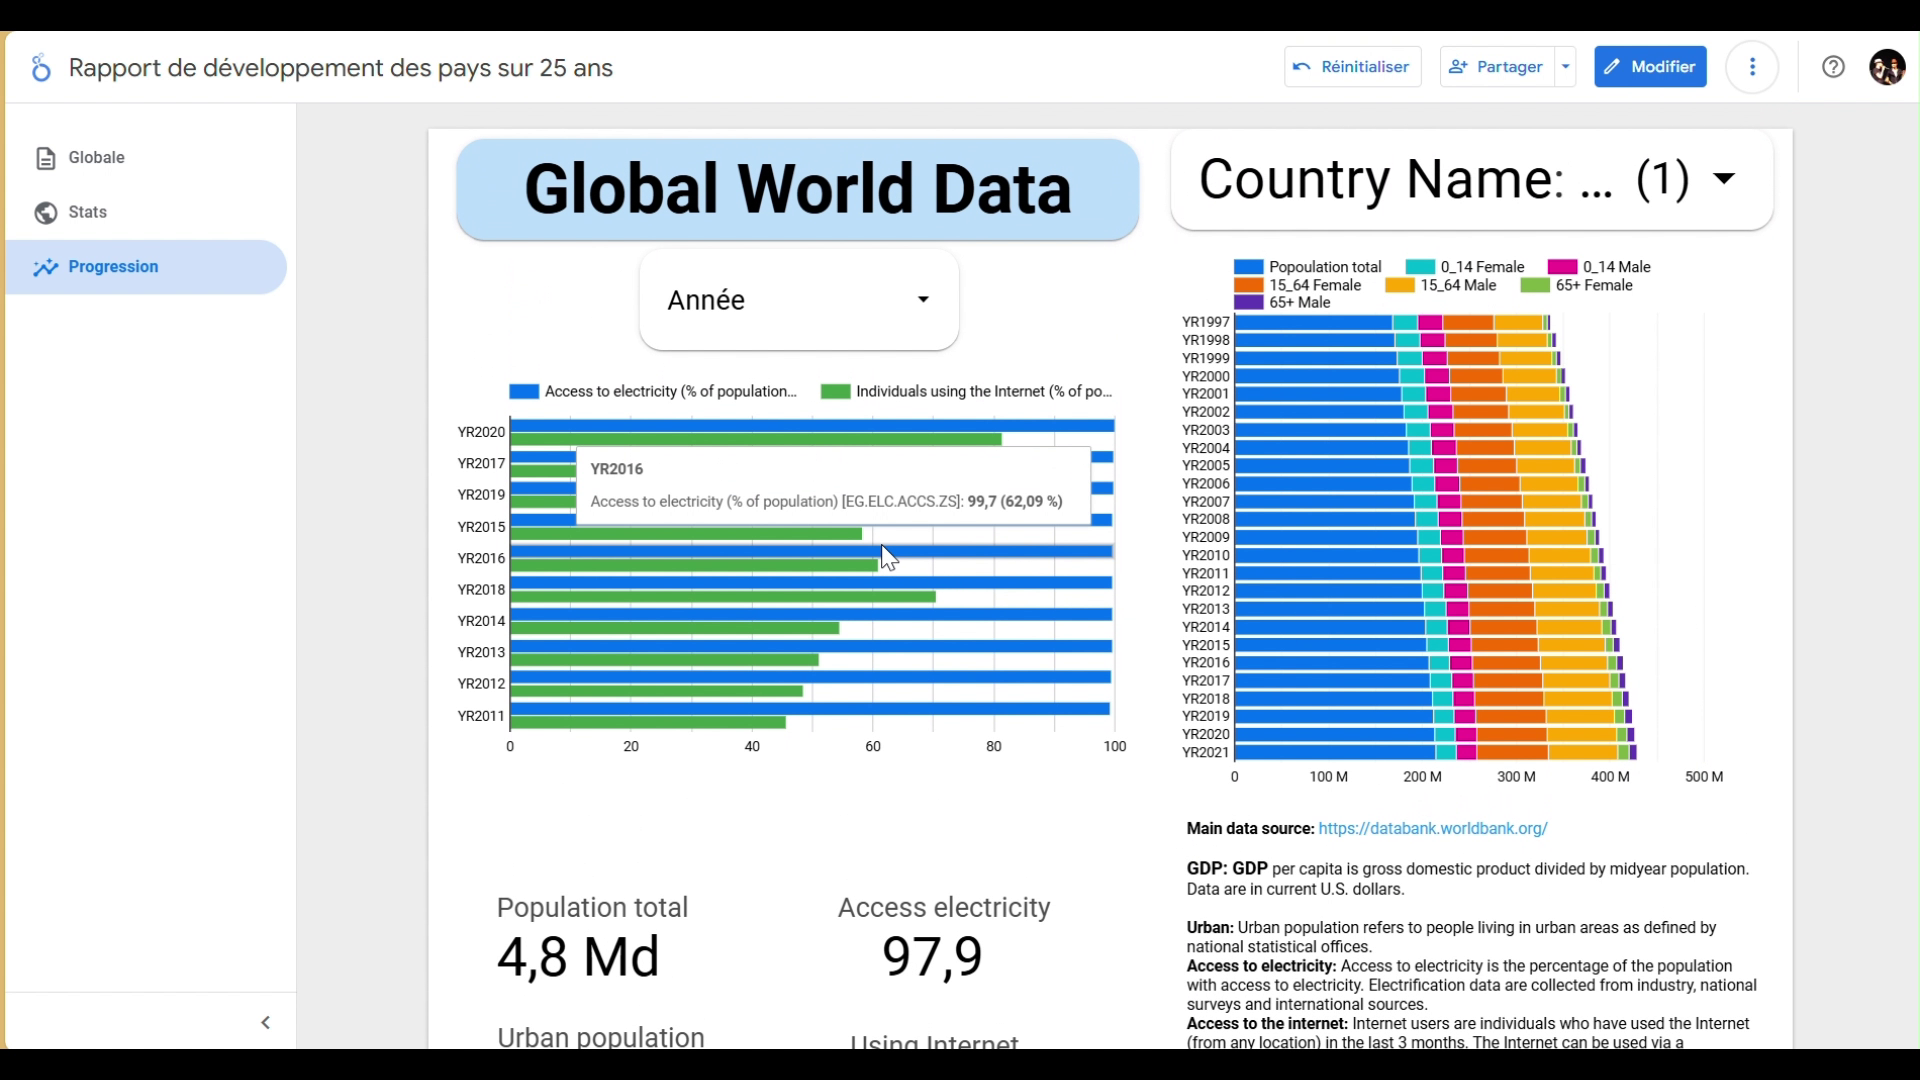 Rapport de développement des pays sur 25 ans
Réinitialiser
Partager
Modifier
Globale
Stats
Progression
Global World Data
Country Name: ... (1)
Année
Access to electricity (% of population...
Individuals using the Internet (% of po...
YR2020
YR2017
YR2019
YR2015
YR2016
YR2018
YR2014
YR2013
YR2012
YR2011
YR2016
Access to electricity (% of population) [EG.ELC.ACCS.ZS]: 99,7 (62,09 %)
0 20 40 60 80 100
Popoulation total 0_14 Female 0_14 Male
15_64 Female 15_64 Male 65+ Female
65+ Male
YR1997
YR1998
YR1999
YR2000
YR2001
YR2002
YR2003
YR2004
YR2005
YR2006
YR2007
YR2008
YR2009
YR2010
YR2011
YR2012
YR2013
YR2014
YR2015
YR2016
YR2017
YR2018
YR2019
YR2020
YR2021
0 100 M 200 M 300 M 400 M 500 M
Population total
4,8 Md
Access electricity
97,9
Urban population
Using Internet
Main data source: https://databank.worldbank.org/
GDP: GDP per capita is gross domestic product divided by midyear population.
Data are in current U.S. dollars.
Urban: Urban population refers to people living in urban areas as defined by
national statistical offices.
Access to electricity: Access to electricity is the percentage of the population
with access to electricity. Electrification data are collected from industry, national
surveys and international sources.
Access to the internet: Internet users are individuals who have used the Internet
(from any location) in the last 3 months. The Internet can be used via a